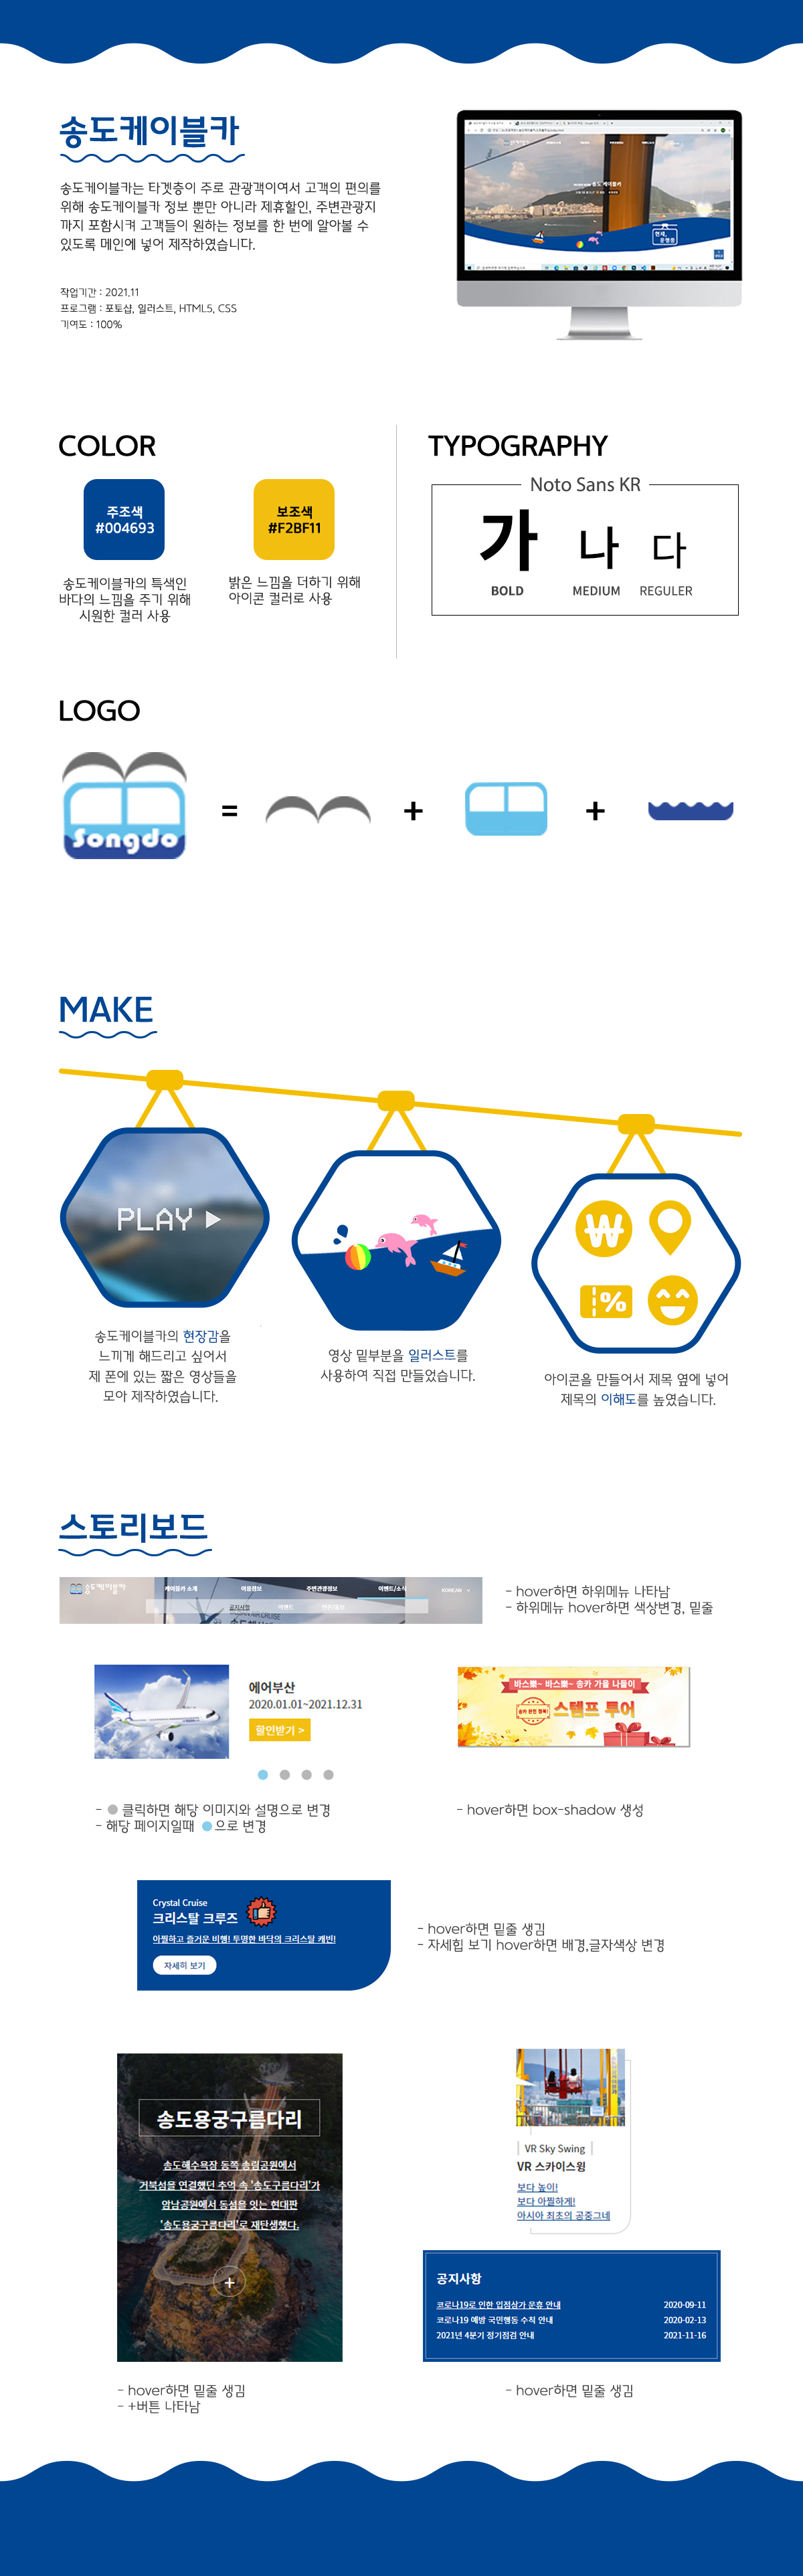 송도케이블카
송도케이블카는 타겟층이 주로 관광객이여서 고객의 편의를
위해 송도케이블카 정보 뿐만 아니라 제휴할인, 주변관광지
까지 포함시켜 고객들이 원하는 정보를 한 번에 알아볼 수
있도록 메인에 넣어 제작하였습니다.
작업기간 : 2021.11
프로그램 : 포토샵, 일러스트, HTML5, CSS
기여도 : 100%
송도 케이블카
현재,
운행중
COLOR
주조색
#004693
보조색
#F2BF11
송도케이블카의 특색인
바다의 느낌을 주기 위해
시원한 컬러 사용
밝은 느낌을 더하기 위해
아이콘 컬러로 사용
TYPOGRAPHY
Noto Sans KR
가 나 다
BOLD MEDIUM REGULER
LOGO
Songdo
= + +
MAKE
PLAY
송도케이블카의 현장감을
느끼게 해드리고 싶어서
제 폰에 있는 짧은 영상들을
모아 제작하였습니다.
영상 밑부분을 일러스트를
사용하여 직접 만들었습니다.
₩
%
아이콘을 만들어서 제목 옆에 넣어
제목의 이해도를 높였습니다.
스토리보드
송도케이블카 케이블카 소개 이용정보 주변관광정보 이벤트/소식 KOREAN
공지사항 이벤트
- hover하면 하위메뉴 나타남
- 하위메뉴 hover하면 색상변경, 밑줄
에어부산
2020.01.01~2021.12.31
할인받기 >
- 클릭하면 해당 이미지와 설명으로 변경
- 해당 페이지일때 으로 변경
바스樂~ 바스樂~ 송카 가을 나들이
송카 완전 정복!
스템프 투어
- hover하면 box-shadow 생성
Crystal Cruise
크리스탈 크루즈
아찔하고 즐거운 비행! 투명한 바닥의 크리스탈 캐빈!
자세히 보기
- hover하면 밑줄 생김
- 자세힙 보기 hover하면 배경,글자색상 변경
송도용궁구름다리
송도해수욕장 동쪽 송림공원에서
거북섬을 연결했던 추억 속 '송도구름다리'가
암남공원에서 동섬을 잇는 현대판
'송도용궁구름다리'로 재탄생했다.
+
- hover하면 밑줄 생김
- +버튼 나타남
VR Sky Swing
VR 스카이스윙
보다 높이!
보다 아찔하게!
아시아 최초의 공중그네
공지사항
코로나19로 인한 입점상가 운휴 안내 2020-09-11
코로나19 예방 국민행동 수칙 안내 2020-02-13
2021년 4분기 정기점검 안내 2021-11-16
- hover하면 밑줄 생김